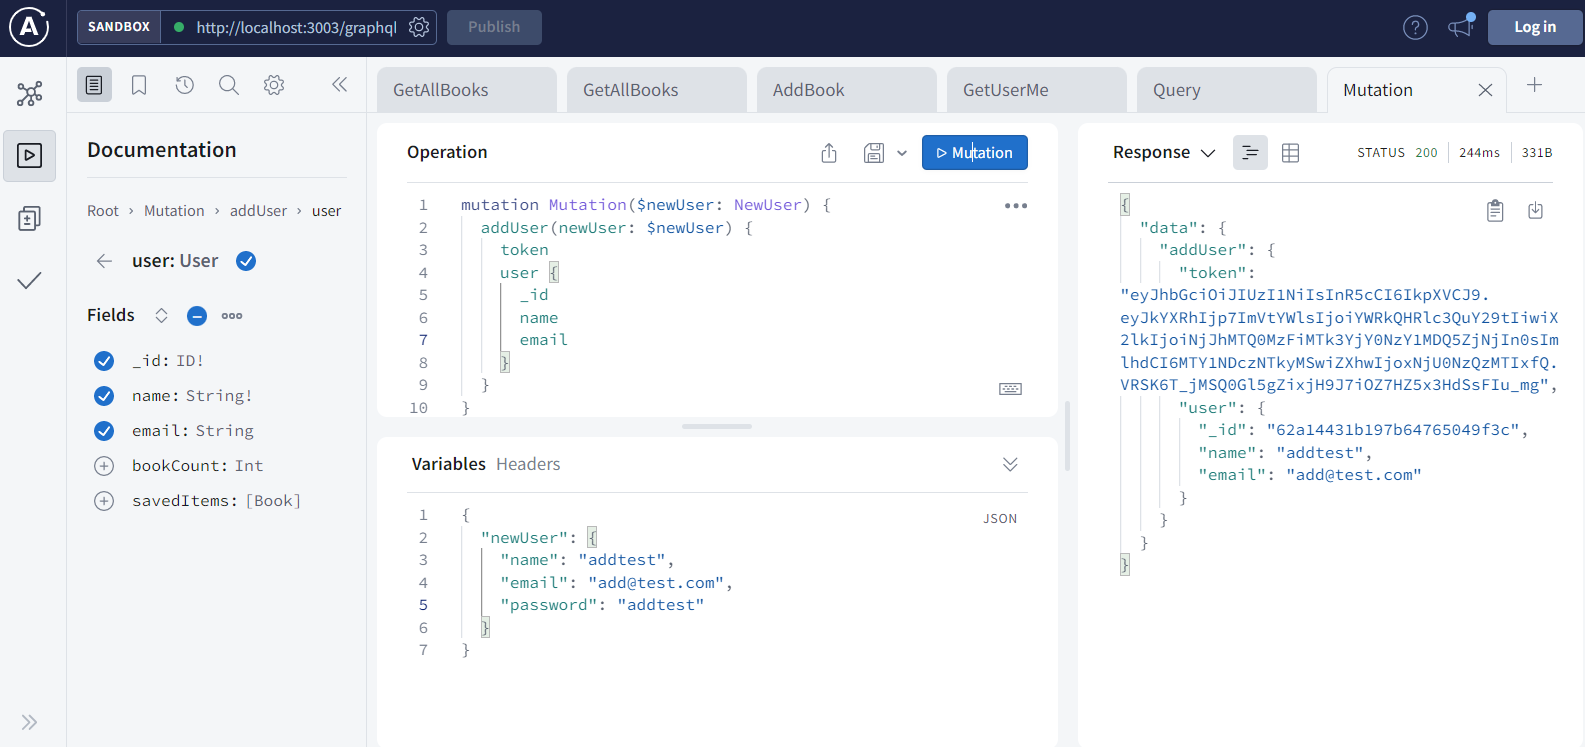 SANDBOX
http://localhost:3003/graphql
Publish
Log in
GetAllBooks
GetAllBooks
AddBook
GetUserMe
Query
Mutation
Documentation
Root › Mutation › addUser › user
user: User
Fields
_id: ID!
name: String!
email: String
bookCount: Int
savedItems: [Book]
Operation
Mutation
1 mutation Mutation($newUser: NewUser) {
2 addUser(newUser: $newUser) {
3 token
4 user {
5 _id
6 name
7 email
8 }
9 }
10 }
Variables Headers
JSON
1 {
2 "newUser": {
3 "name": "addtest",
4 "email": "add@test.com",
5 "password": "addtest"
6 }
7 }
Response
STATUS 200 244ms 331B
{
"data": {
"addUser": {
"token":
"eyJhbGciOiJIUzI1NiIsInR5cCI6IkpXVCJ9.
eyJkYXRhIjp7ImVtYWlsIjoiYWRkQHRlc3QuY29tIiwiX
2lkIjoiNjJhMTQ0MzFiMTk3YjY0NzY1MDQ5ZjNjIn0sIm
lhdCI6MTY1NDczNTkyMSwiZXhwIjoxNjU0NzQzMTIxfQ.
VRSK6T_jMSQ0Gl5gZixjH9J7iOZ7HZ5x3HdSsFIu_mg",
"user": {
"_id": "62a14431b197b64765049f3c",
"name": "addtest",
"email": "add@test.com"
}
}
}
}